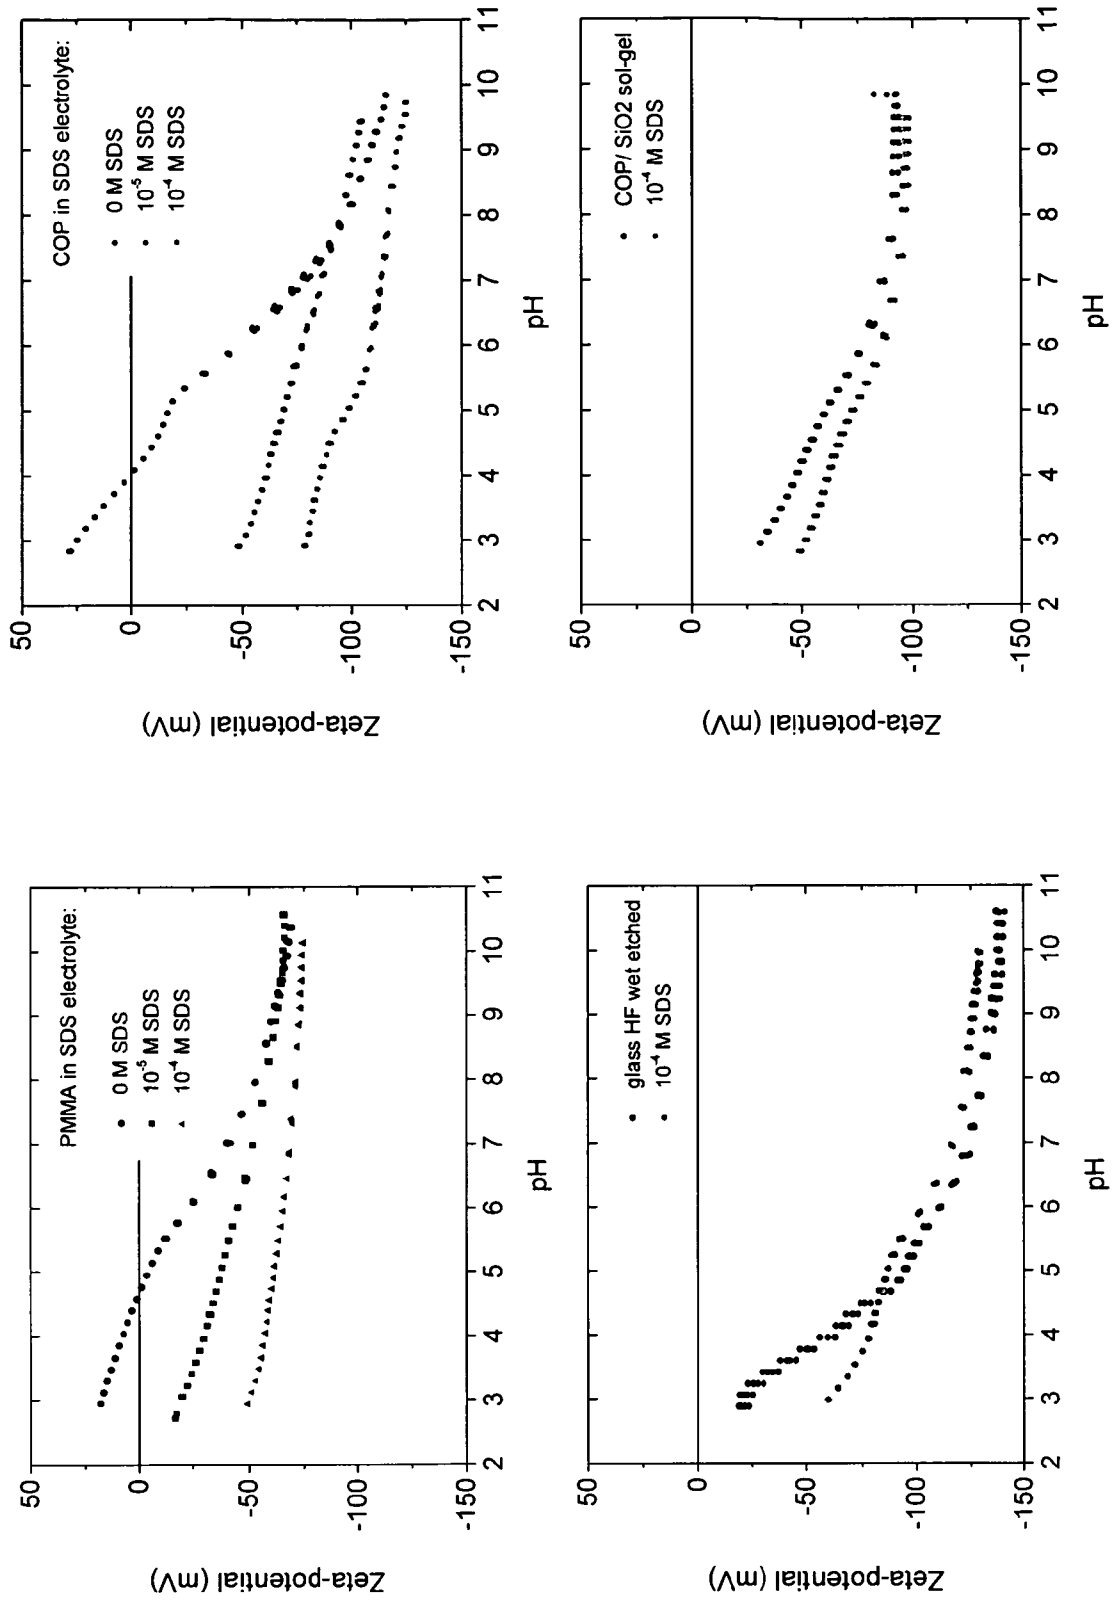 PMMA in SDS electrolyte:
0 M SDS
10⁻⁵ M SDS
10⁻⁴ M SDS
50
0
-50
-100
-150
Zeta-potential (mV)
2 3 4 5 6 7 8 9 10 11
pH
COP in SDS electrolyte:
0 M SDS
10⁻⁵ M SDS
10⁻⁴ M SDS
50
0
-50
-100
-150
Zeta-potential (mV)
2 3 4 5 6 7 8 9 10 11
pH
glass HF wet etched
10⁻⁴ M SDS
50
0
-50
-100
-150
Zeta-potential (mV)
2 3 4 5 6 7 8 9 10 11
pH
COP/ SiO2 sol-gel
10⁻⁴ M SDS
50
0
-50
-100
-150
Zeta-potential (mV)
2 3 4 5 6 7 8 9 10 11
pH